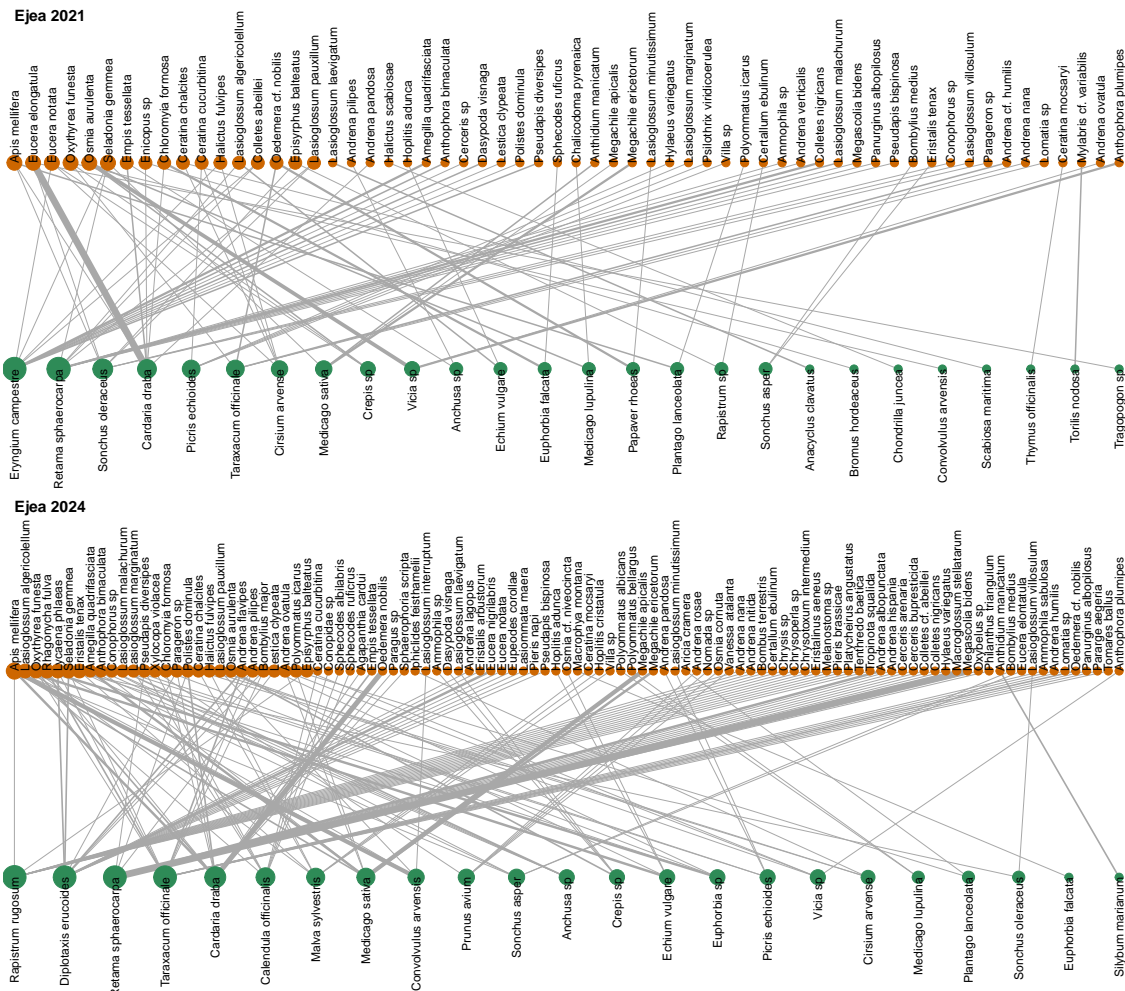 Ejea 2021
Apis mellifera
Eucera elongatula
Eucera notata
Oxythyrea funesta
Osmia aurulenta
Seladonia gemmea
Empis tessellata
Enicopus sp
Chloromyia formosa
Ceratina chalcites
Ceratina cucurbitina
Halictus fulvipes
Lasioglossum algericolellum
Colletes abeillei
Oedemera cf. nobilis
Episyrphus balteatus
Lasioglossum pauxillum
Lasioglossum laevigatum
Andrena pilipes
Andrena pandosa
Halictus scabiosae
Hoplitis adunca
Amegilla quadrifasciata
Anthophora bimaculata
Cerceris sp
Dasypoda visnaga
Lestica clypeata
Polistes dominula
Pseudapis diversipes
Sphecodes ruficrus
Chalicodoma pyrenaica
Anthidium manicatum
Megachile apicalis
Megachile ericetorum
Lasioglossum minutissimum
Hylaeus variegatus
Lasioglossum marginatum
Psilothrix viridicoerulea
Villa sp
Polyommatus icarus
Certallum ebulinum
Ammophila sp
Andrena verticalis
Colletes nigricans
Lasioglossum malachurum
Megascolia bidens
Panurginus albopilosus
Pseudapis bispinosa
Bombylius medius
Eristalis tenax
Conophorus sp
Lasioglossum villosulum
Parageron sp
Andrena cf. humilis
Andrena nana
Lomatia sp
Ceratina mocsaryi
Mylabris cf. variabilis
Andrena ovatula
Anthophora plumipes
Eryngium campestre
Retama sphaerocarpa
Sonchus oleraceus
Cardaria draba
Picris echioides
Taraxacum officinale
Cirsium arvense
Medicago sativa
Crepis sp
Vicia sp
Anchusa sp
Echium vulgare
Euphorbia falcata
Medicago lupulina
Papaver rhoeas
Plantago lanceolata
Rapistrum sp
Sonchus asper
Anacyclus clavatus
Bromus hordeaceus
Chondrilla juncea
Convolvulus arvensis
Scabiosa marina
Thymus officinalis
Torilis nodosa
Tragopogon sp
Ejea 2024
Apis mellifera
Lasioglossum algericolellum
Oxythyrea funesta
Rhagonycha fulva
Seladonia gemmea
Eristalis tenax
Amegilla quadrifasciata
Anthophora bimaculata
Conophorus sp
Lasioglossum malachurum
Lasioglossum marginatum
Pseudapis diversipes
Xylocopa violacea
Chloromyia formosa
Parageron sp
Polistes dominula
Ceratina chalcites
Halictus fulvipes
Lasioglossum pauxillum
Osmia aurulenta
Andrena flavipes
Andrena pilipes
Bombylius major
Lestica clypeata
Andrena ovatula
Polyommatus icarus
Episyrphus balteatus
Ceratina cucurbitina
Conopidae sp
Sphecodes albilabris
Sphecodes ruficrus
Agapanthia cardui
Empis tessellata
Oedemera nobilis
Sphaerophoria scripta
Iphiclides feisthamelii
Lasioglossum interruptum
Ammophila sp
Dasypoda visnaga
Lasioglossum laevigatum
Andrena lagopus
Eristalis arbustorum
Eucera notata
Eupeodes corollae
Lasiommata maera
Pieris rapae
Pseudapis bispinosa
Hoplitis adunca
Osmia cf. niveocincta
Macrophya montana
Ceratina mocsaryi
Villa sp
Polyommatus albicans
Polyommatus bellargus
Megachile apicalis
Megachile ericetorum
Andrena pandosa
Lasioglossum minutissimum
Aricia cramera
Andrena rosae
Nomada sp
Osmia cornuta
Vanessa atalanta
Andrena nana
Andrena nitida
Bombus terrestris
Certallum ebulinum
Chrysis sp
Chrysoperla sp
Chrysotoxum intermedium
Eristalinus aeneus
Melanostoma sp
Pieris brassicae
Platycheirus angustatus
Tenthredo baetica
Tropinota squalida
Andrena albopunctata
Andrena hispania
Cerceris arenaria
Cerceris bupresticida
Colletes cf. abeillei
Colletes nigricans
Hylaeus variegatus
Macroglossum stellatarum
Megascolia bidens
Oxybelus sp
Philanthus triangulum
Anthidium manicatum
Bombylius medius
Lasioglossum villosulum
Ammophila sabulosa
Andrena humilis
Lomatia sp
Oedemera cf. nobilis
Panurginus albopilosus
Pararge aegeria
Tomares ballus
Anthophora plumipes
Rapistrum rugosum
Diplotaxis erucoides
Retama sphaerocarpa
Taraxacum officinale
Cardaria draba
Calendula officinalis
Malva sylvestris
Medicago sativa
Convolvulus arvensis
Prunus avium
Sonchus asper
Anchusa sp
Crepis sp
Echium vulgare
Euphorbia sp
Picris echioides
Vicia sp
Cirsium arvense
Medicago lupulina
Plantago lanceolata
Sonchus oleraceus
Euphorbia falcata
Silybum marianum